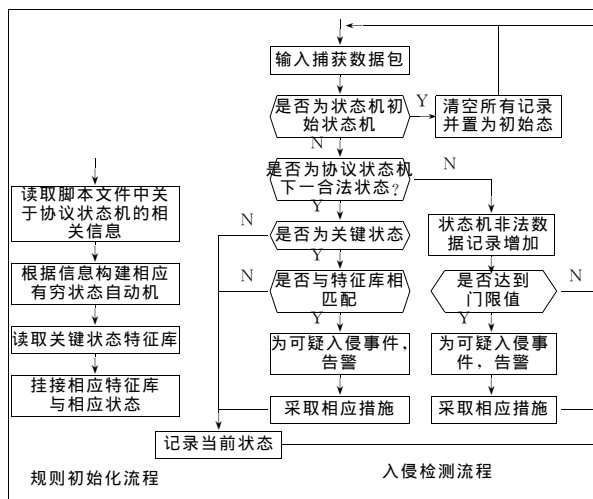 输入捕获数据包
是否为状态机初
始状态机
Y
清空所有记录
并置为初始态
N
是否为协议状态机
下一合法状态?
N
Y
读取脚本文件中关
于协议状态机的相
关信息
N
是否为关键状态
状态机非法数
据记录增加
Y
根据信息构建相应
有穷状态自动机
N
是否与特征库相
匹配
是否达到
门限值
N
Y
Y
读取关键状态特征库
为可疑入侵事件，
告警
为可疑入侵事
件，告警
挂接相应特征库
与相应状态
采取相应措施
采取相应措施
记录当前状态
规则初始化流程
入侵检测流程